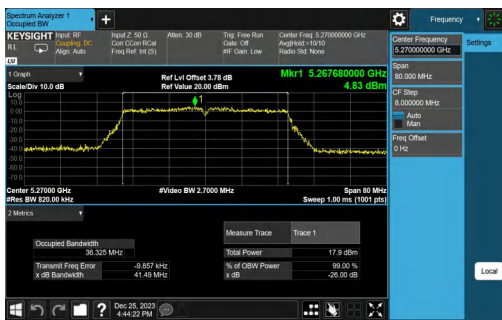 Spectrum Analyzer 1
Occupied BW
+
Frequency
KEYSIGHT
RL
Input: RF
Coupling: DC
Align: Auto
Input Z: 50 Ω
Corr CCorr RCal
Freq Ref: Int (S)
Atten: 30 dB
Trig: Free Run
Gate: Off
#IF Gain: Low
Center Freq: 5.270000000 GHz
Avg|Hold:>10/10
Radio Std: None
Center Frequency
5.270000000 GHz
Settings
Span
80.000 MHz
CF Step
8.000000 MHz
Auto
Man
Freq Offset
0 Hz
Local
1 Graph
Scale/Div 10.0 dB
Ref Lvl Offset 3.78 dB
Ref Value 20.00 dBm
Mkr1 5.267680000 GHz
4.83 dBm
Log
10.0
0.00
-10.0
-20.0
-30.0
-40.0
-50.0
-60.0
-70.0
1
Center 5.27000 GHz
#Res BW 820.00 kHz
#Video BW 2.7000 MHz
Span 80 MHz
Sweep 1.00 ms (1001 pts)
2 Metrics
Measure Trace Trace 1
Occupied Bandwidth
36.325 MHz
Total Power 17.9 dBm
Transmit Freq Error -9.857 kHz
% of OBW Power 99.00 %
x dB Bandwidth 41.49 MHz
x dB -26.00 dB
?
Dec 25, 2023
4:44:22 PM